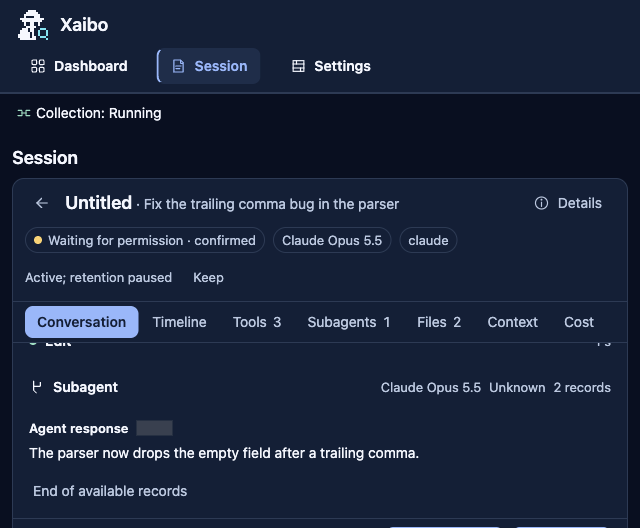 Xaibo
Dashboard Session Settings
Collection: Running
Session
Untitled · Fix the trailing comma bug in the parser Details
Waiting for permission · confirmed Claude Opus 5.5 claude
Active; retention paused Keep
Conversation Timeline Tools 3 Subagents 1 Files 2 Context Cost
Subagent Claude Opus 5.5 Unknown 2 records
Agent response
The parser now drops the empty field after a trailing comma.
End of available records